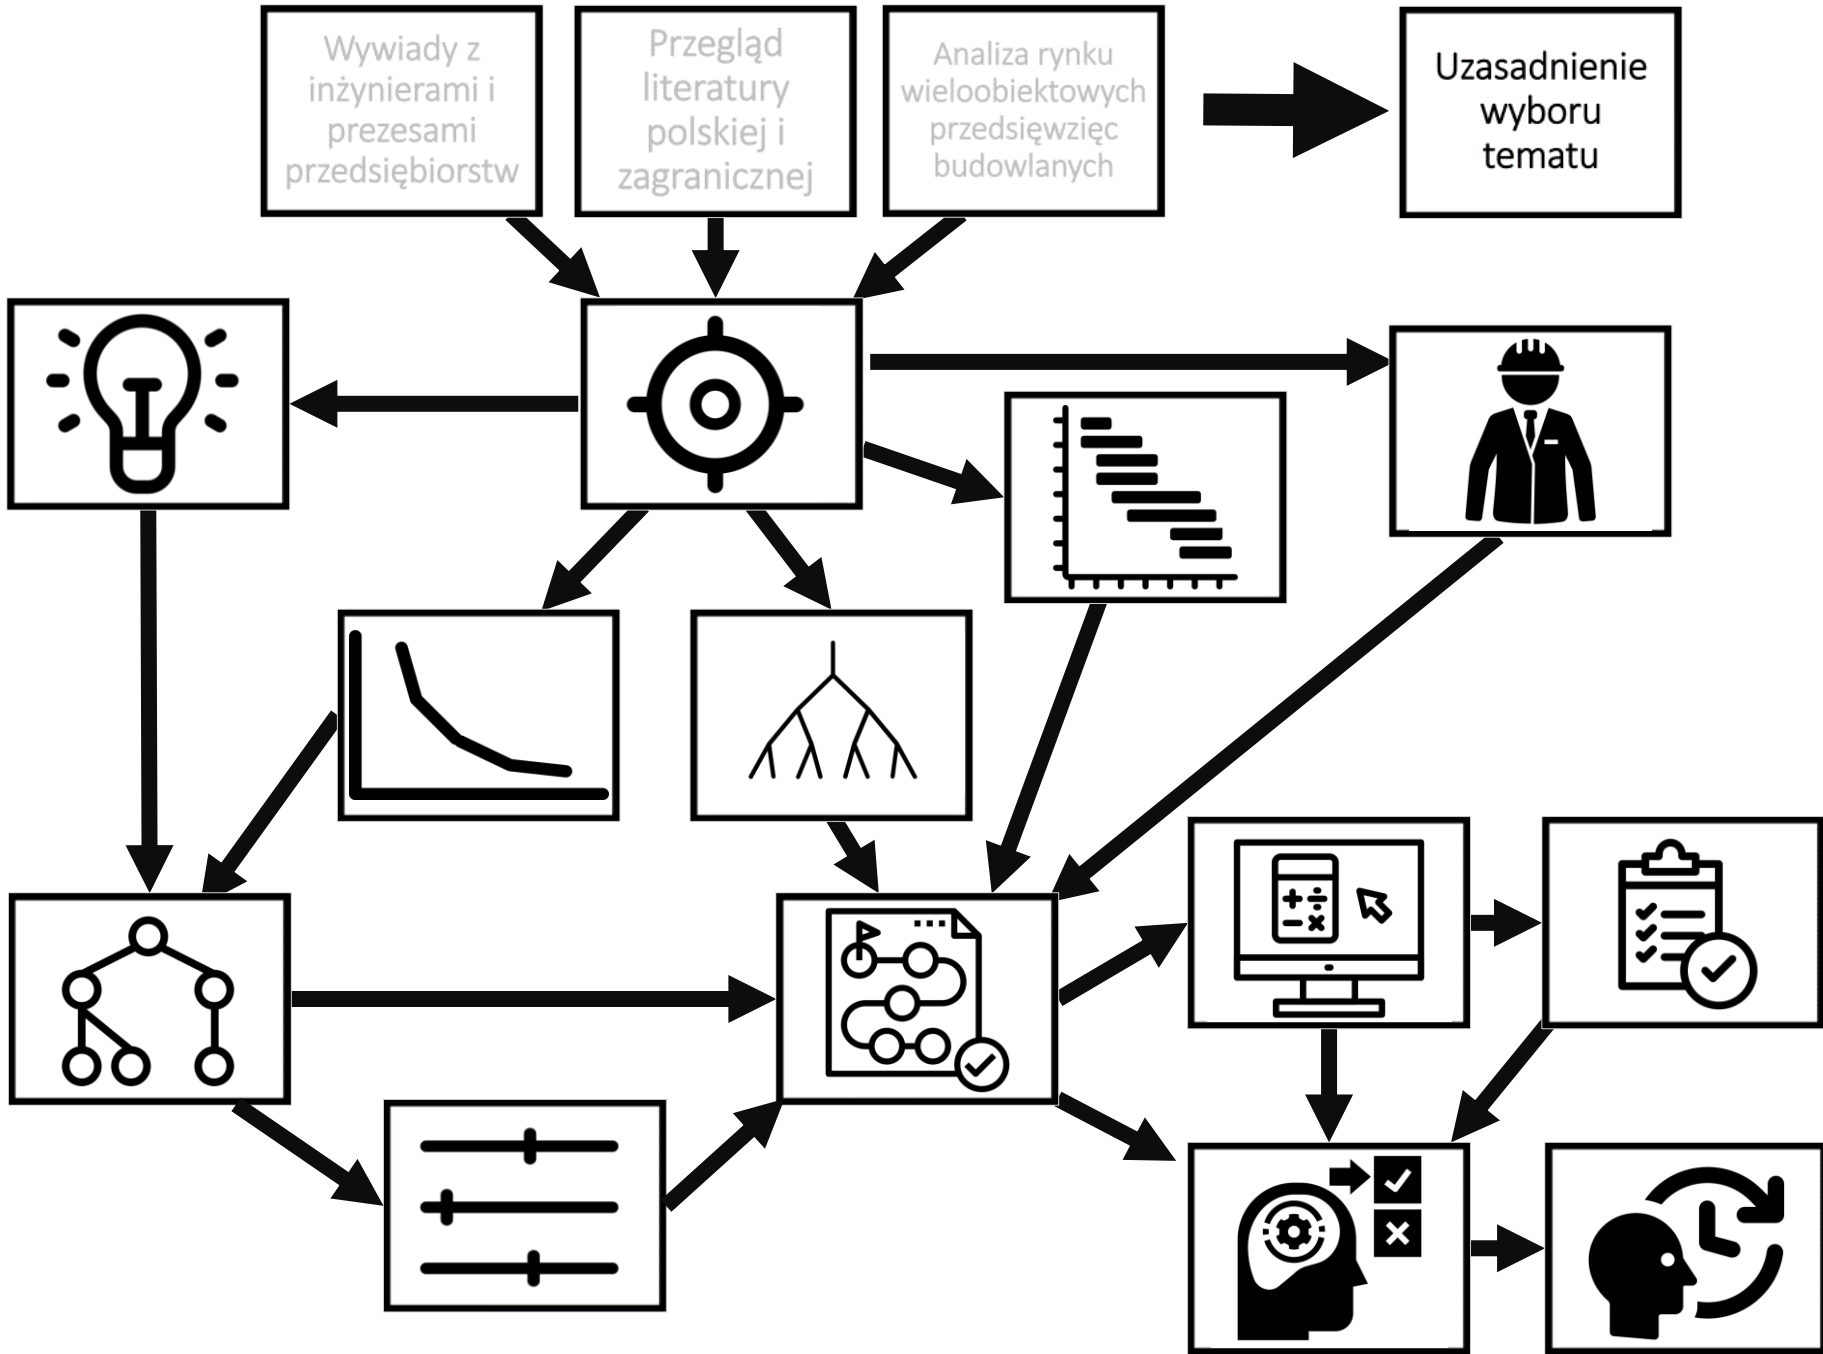 Wywiady z
inżynierami i
prezesami
przedsiębiorstw
Przegląd
literatury
polskiej i
zagranicznej
Analiza rynku
wieloobiektowych
przedsięwzięc
budowlanych
Uzasadnienie
wyboru
tematu